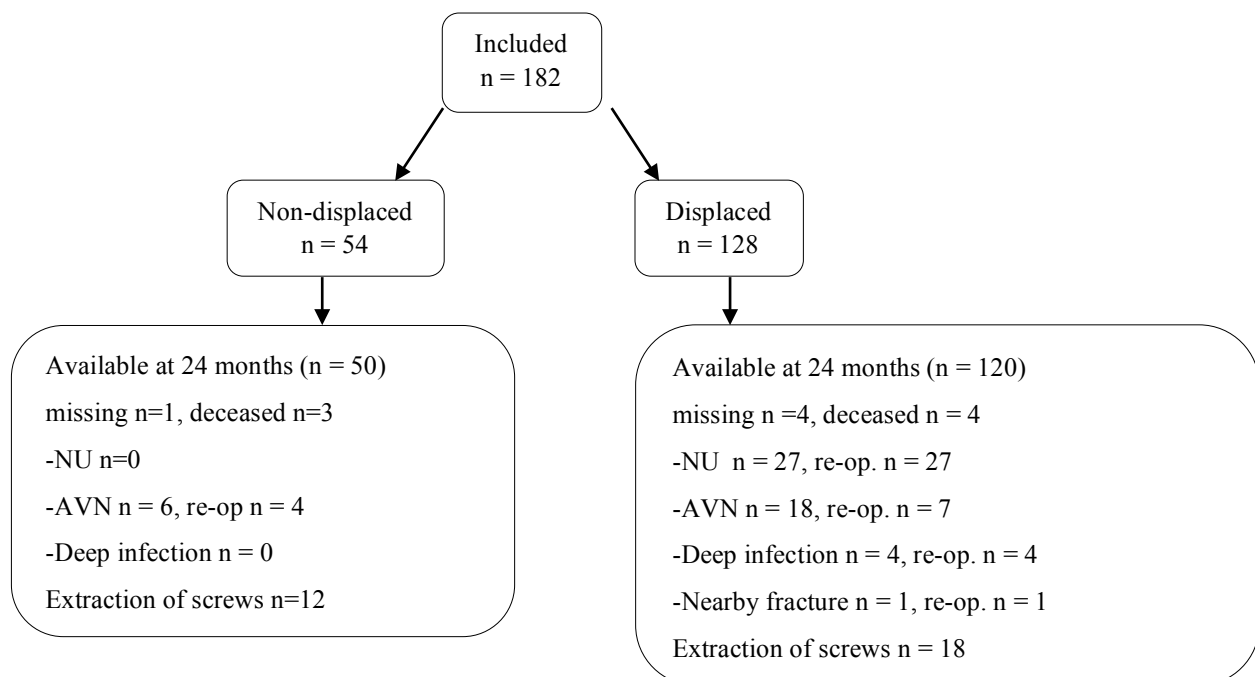 Included
n = 182
Non-displaced
n = 54
Displaced
n = 128
Available at 24 months (n = 50)
missing n=1, deceased n=3
-NU n=0
-AVN n = 6, re-op n = 4
-Deep infection n = 0
Extraction of screws n=12
Available at 24 months (n = 120)
missing n =4, deceased n = 4
-NU  n = 27, re-op. n = 27
-AVN n = 18, re-op. n = 7
-Deep infection n = 4, re-op. n = 4
-Nearby fracture n = 1, re-op. n = 1
Extraction of screws n = 18